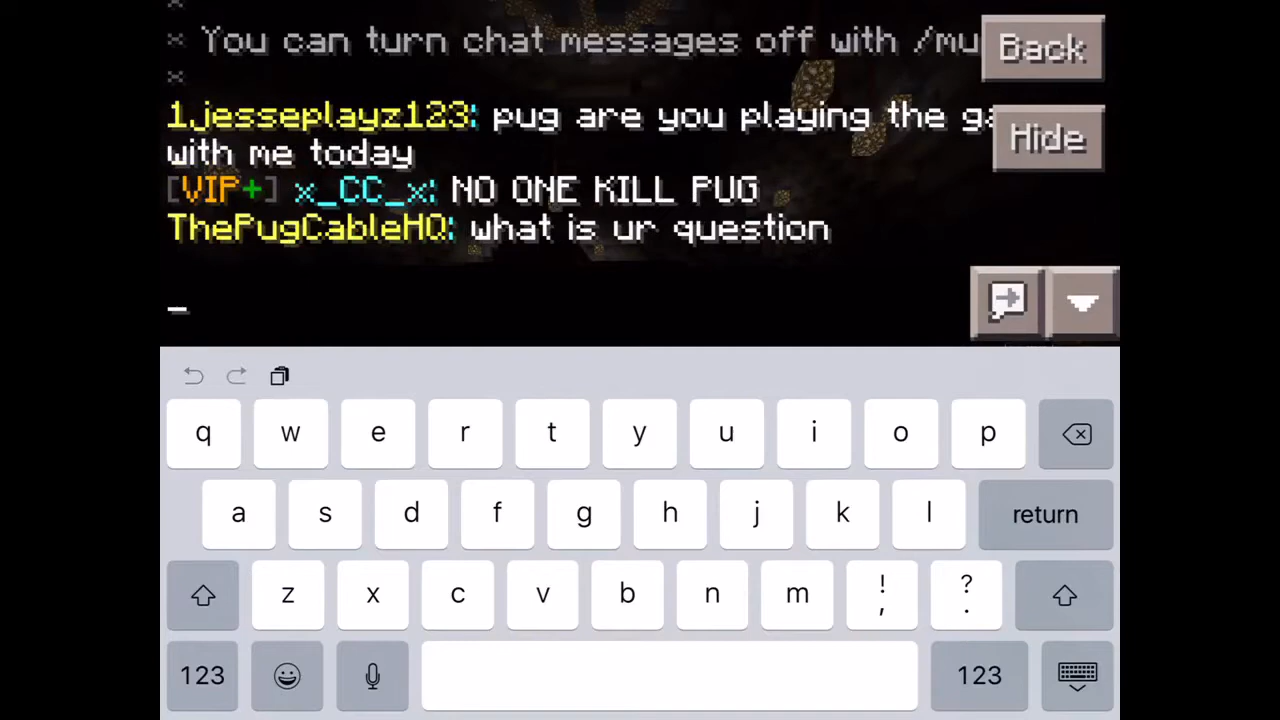 × You can turn chat messages off with /mu
×
1jesseplayz123: pug are you playing the ga
with me today
[VIP+] x_CC_x: NO ONE KILL PUG
ThePugCableHQ: what is ur question
_
Back
Hide
q w e r t y u i o p
a s d f g h j k l return
z x c v b n m ! , ? .
123 123